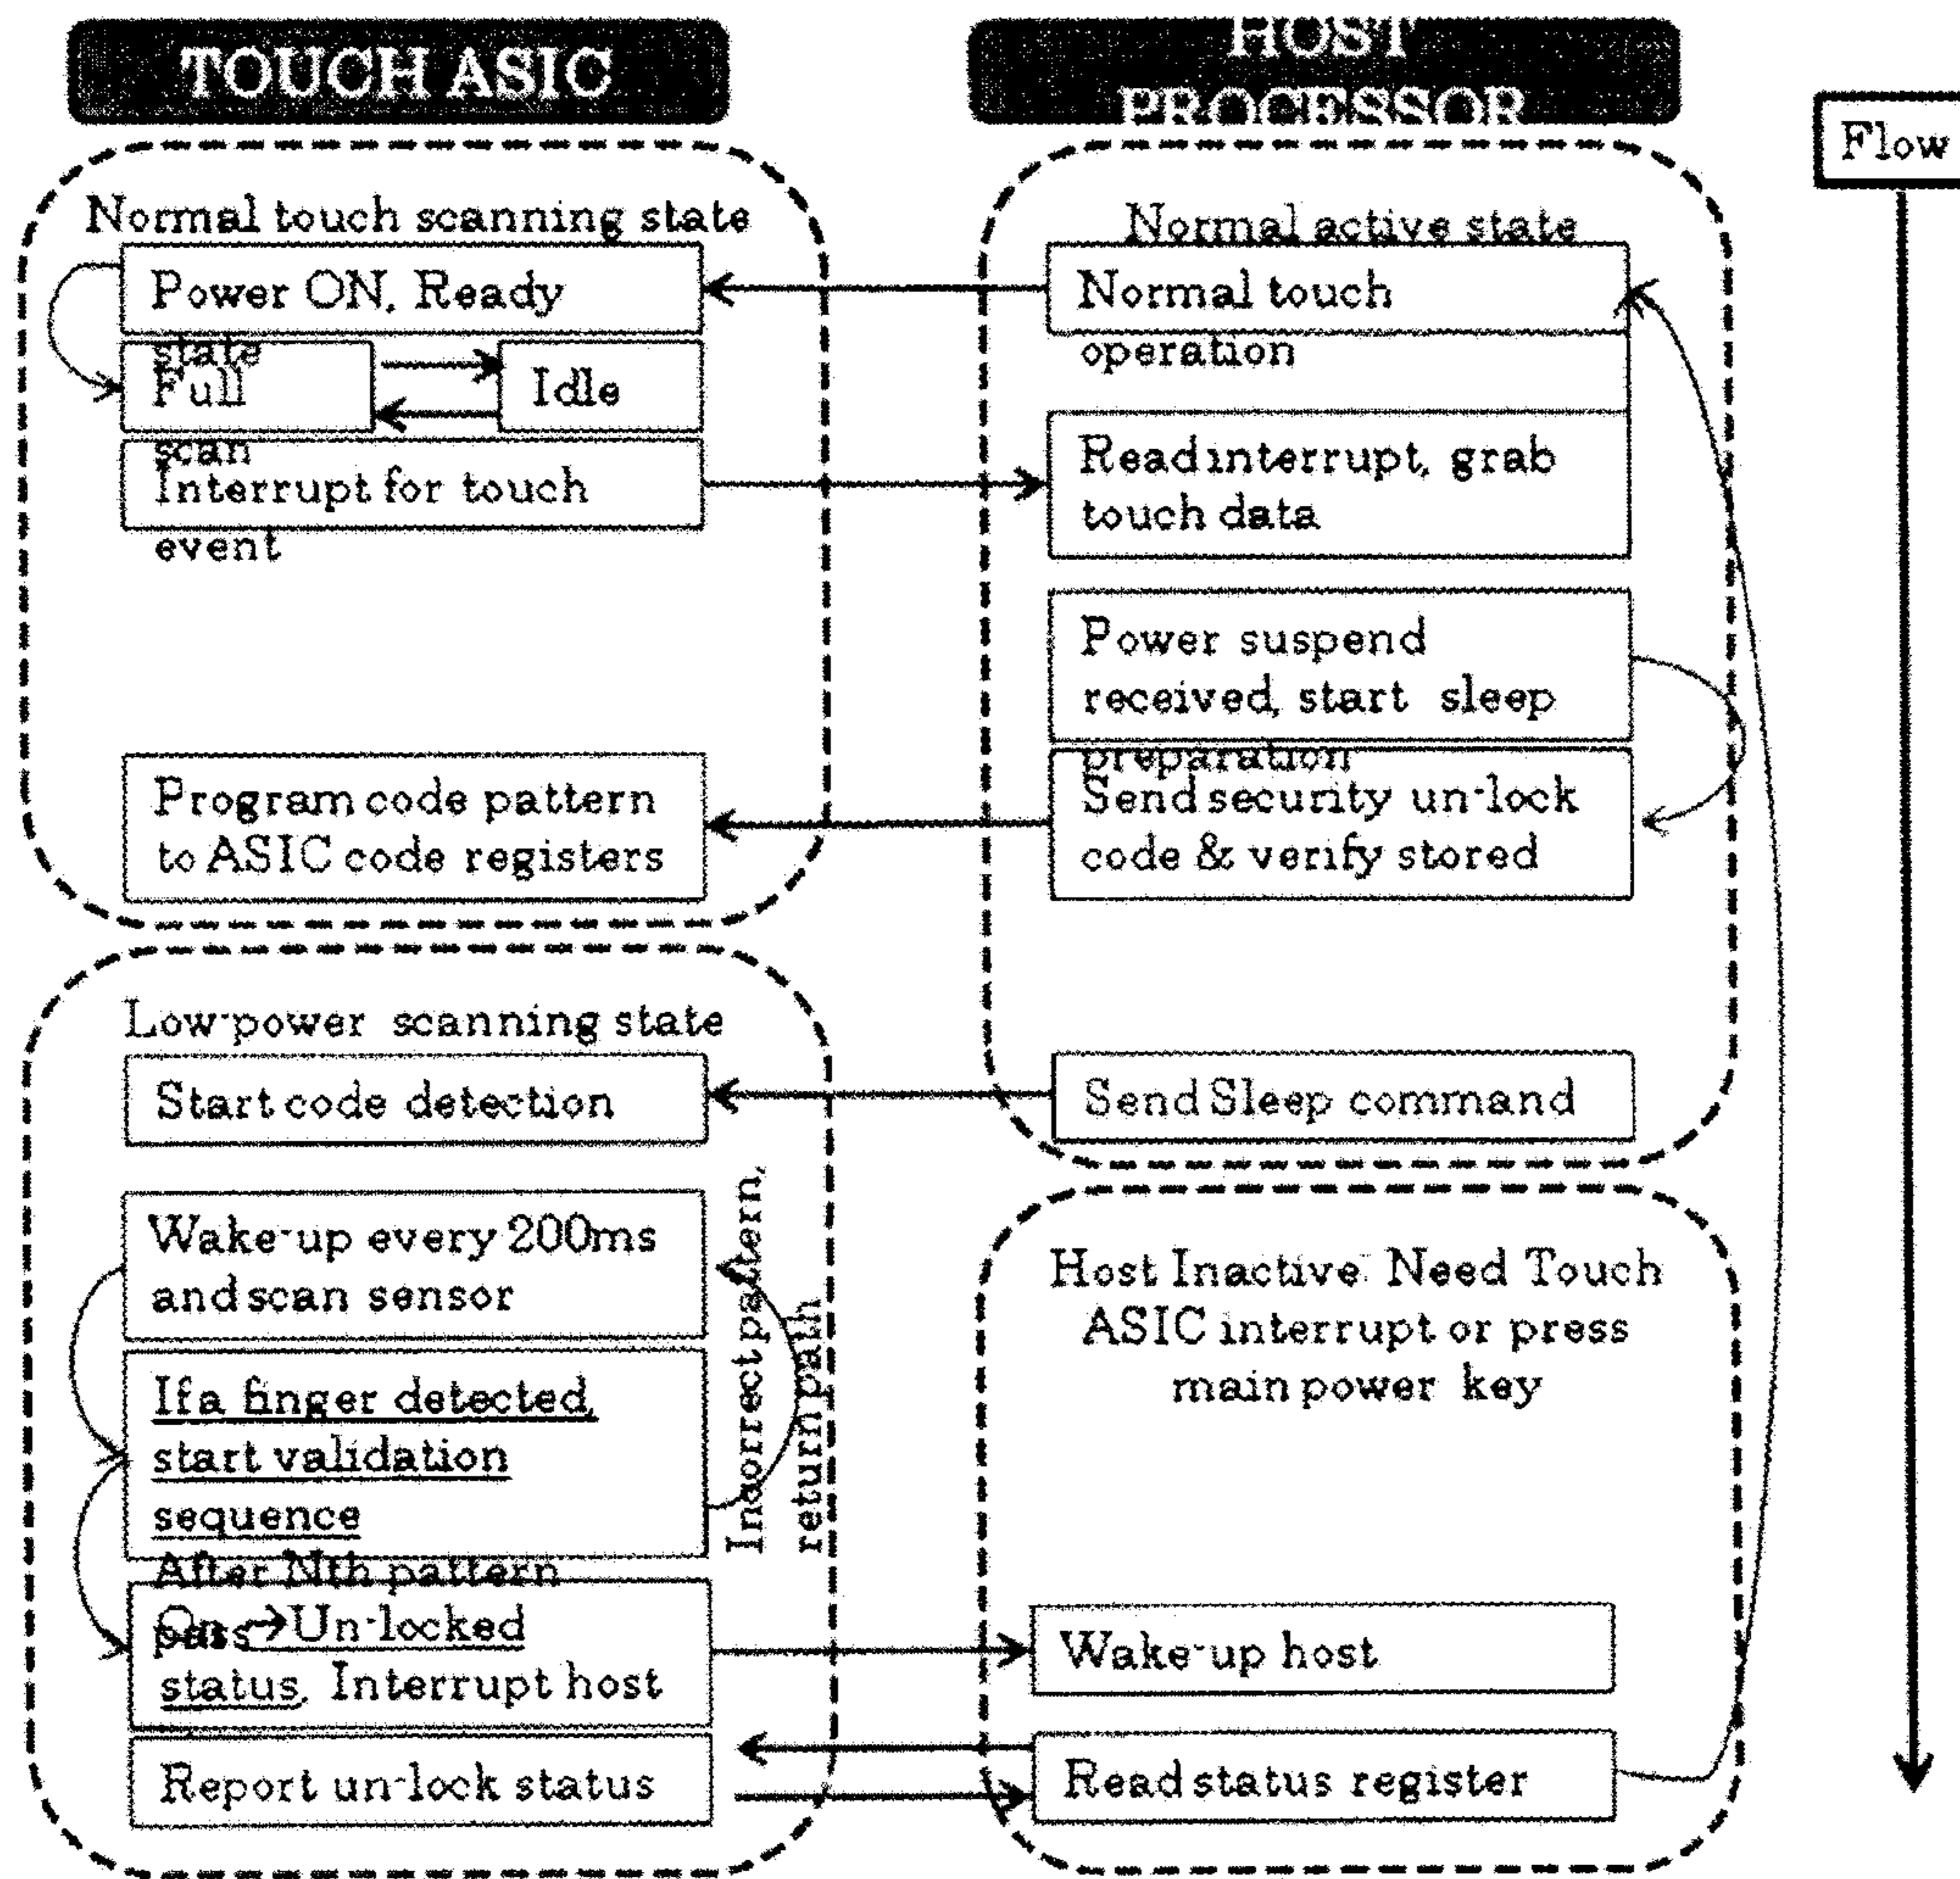 TOUCH ASIC
HOST
PROCESSOR
Flow
Normal touch scanning state
Power ON, Ready
state
Full
scan
Idle
Interrupt for touch
event
Program code pattern
to ASIC code registers
Normal active state
Normal touch
operation
Read interrupt, grab
touch data
Power suspend
received, start sleep
preparation
Send security un-lock
code & verify stored
Send Sleep command
Low-power scanning state
Start code detection
Wake-up every 200ms
and scan sensor
If a finger detected,
start validation
sequence
Incorrect pattern,
return path
After Nth pattern
pass
On → Un-locked
status, Interrupt host
Report un-lock status
Host Inactive: Need Touch
ASIC interrupt or press
main power key
Wake-up host
Read status register